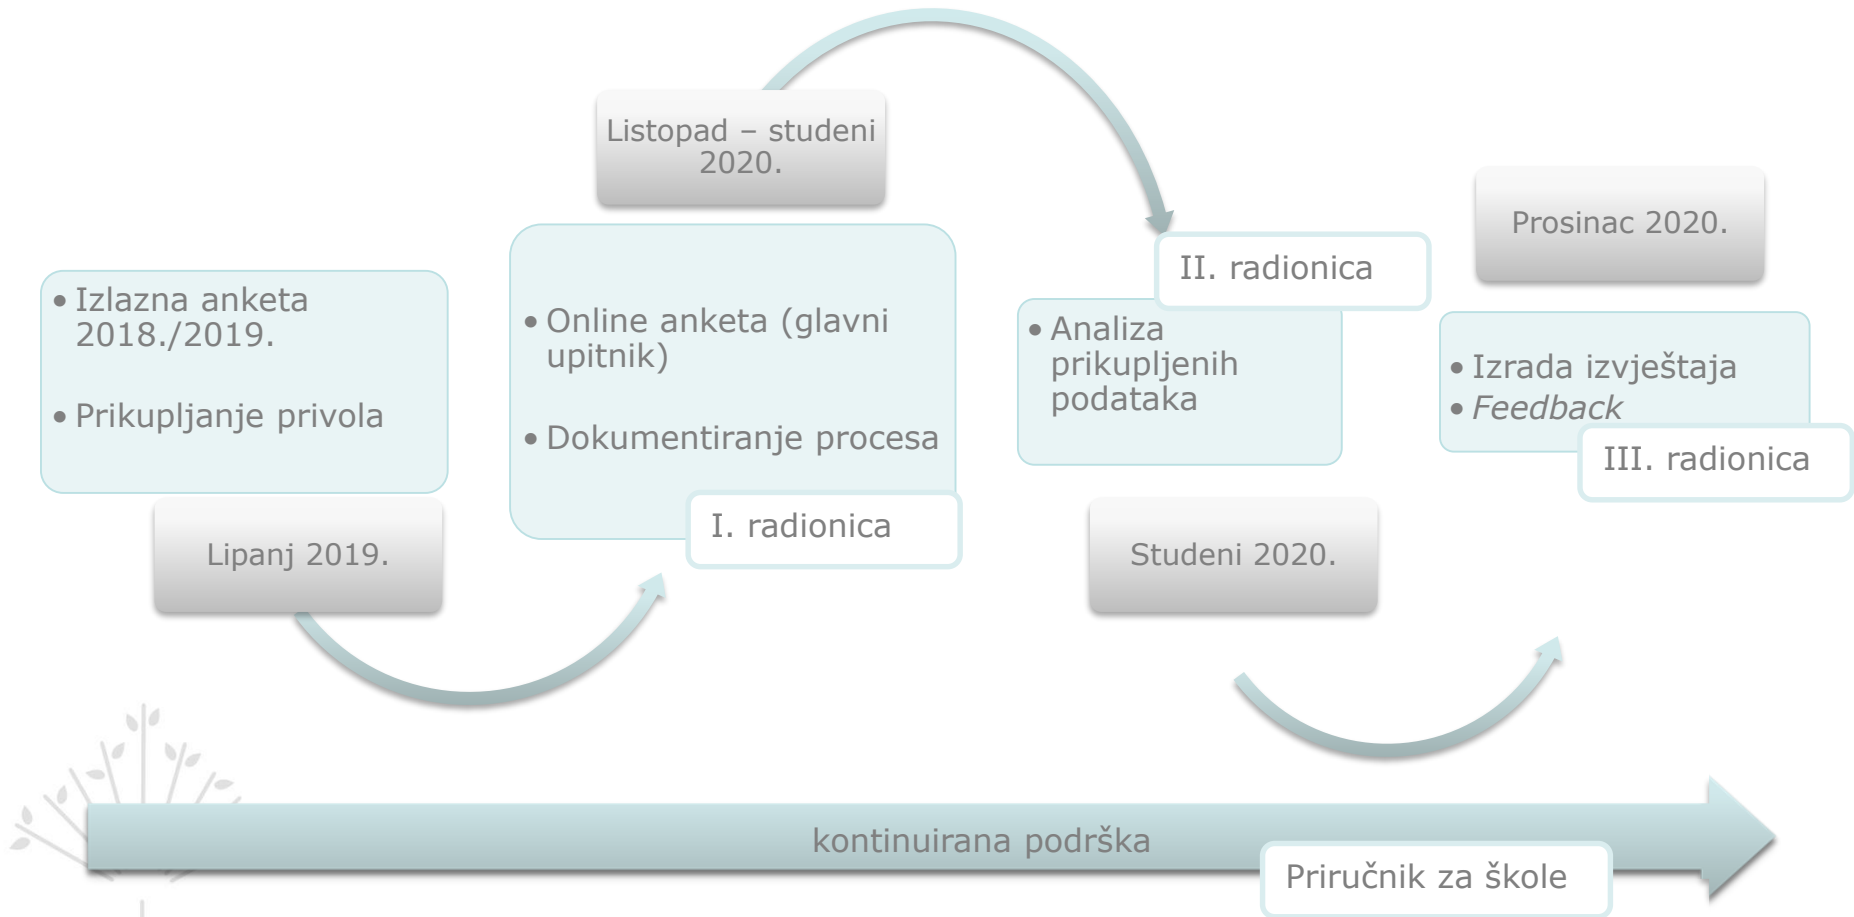 • Izlazna anketa
2018./2019.
• Prikupljanje privola
Lipanj 2019.
Listopad – studeni
2020.
• Online anketa (glavni
upitnik)
• Dokumentiranje procesa
I. radionica
II. radionica
• Analiza
prikupljenih
podataka
Studeni 2020.
Prosinac 2020.
• Izrada izvještaja
• Feedback
III. radionica
kontinuirana podrška
Priručnik za škole